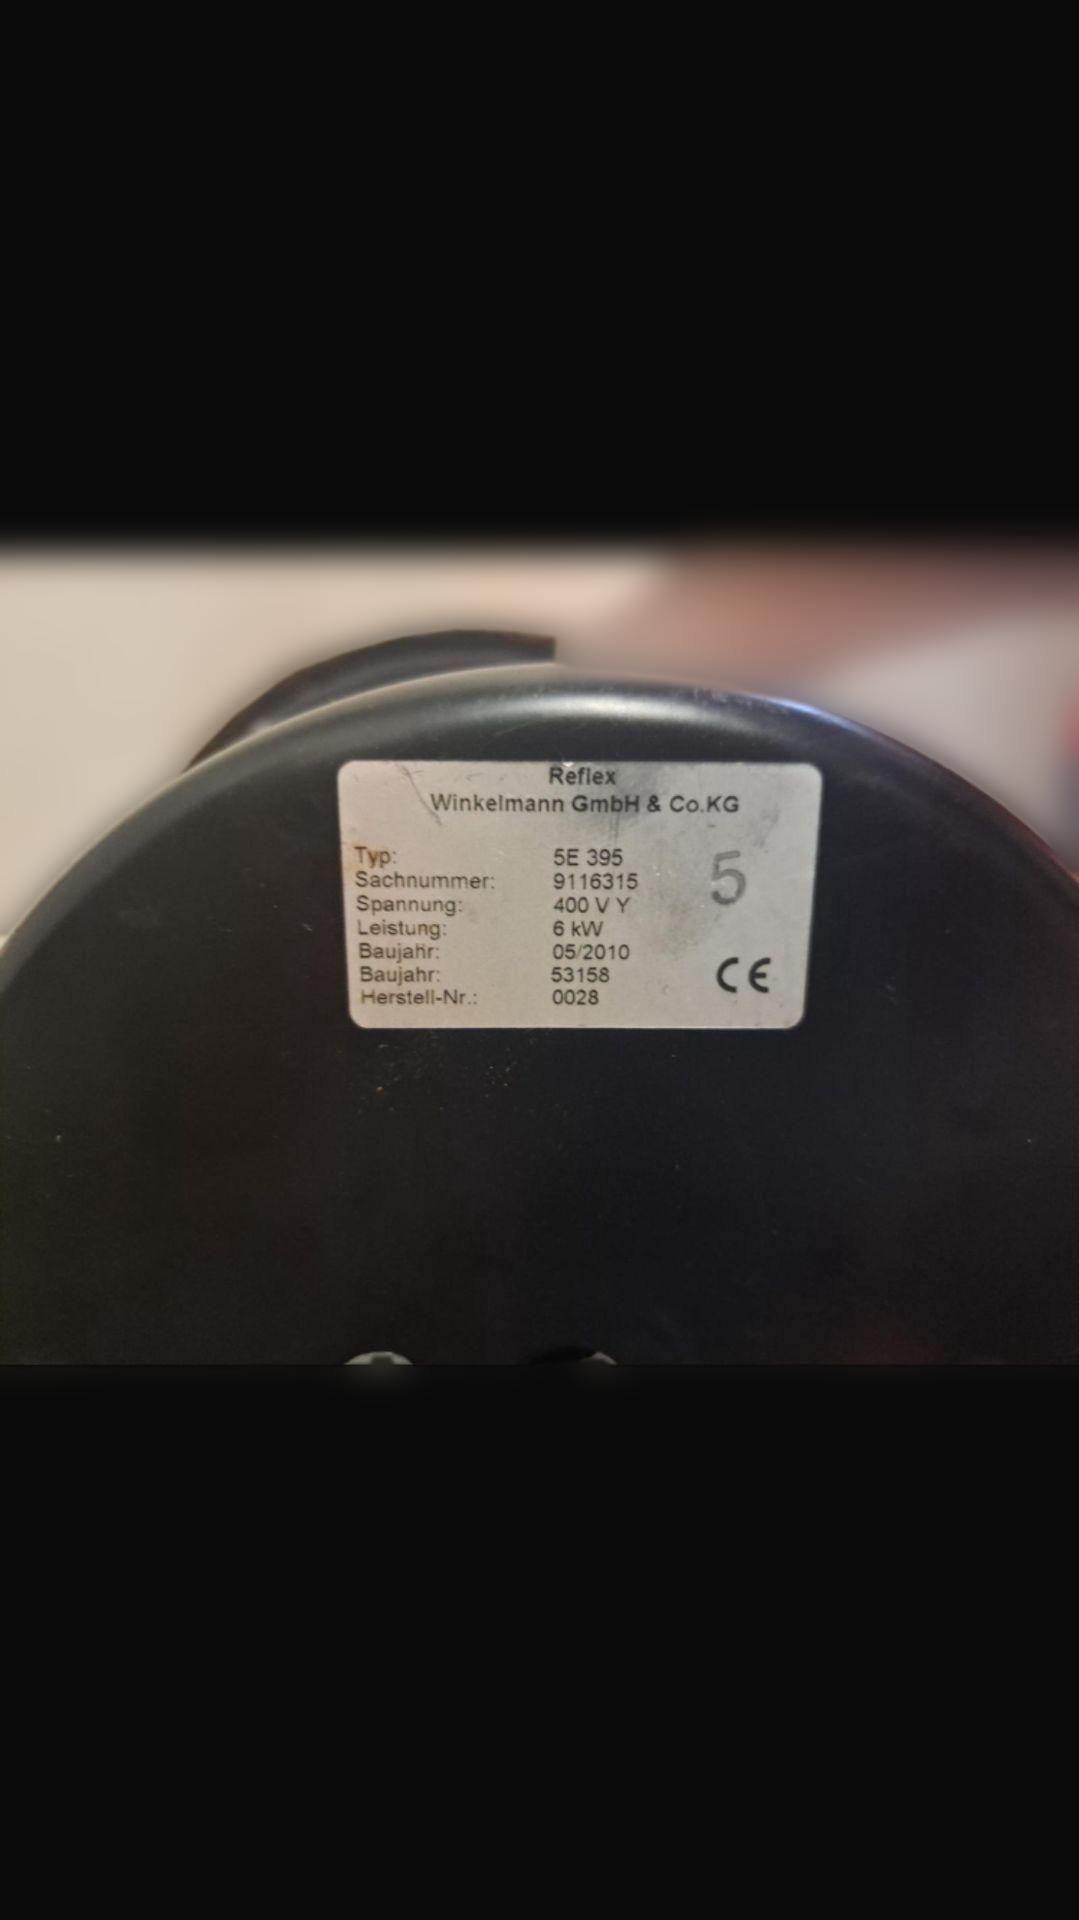 Reflex
Winkelmann GmbH & Co.KG
Typ: 5E 395
Sachnummer: 9116315
Spannung: 400 V Y
Leistung: 6 kW
Baujahr: 05/2010
Baujahr: 53158
Herstell-Nr.: 0028
5
CE